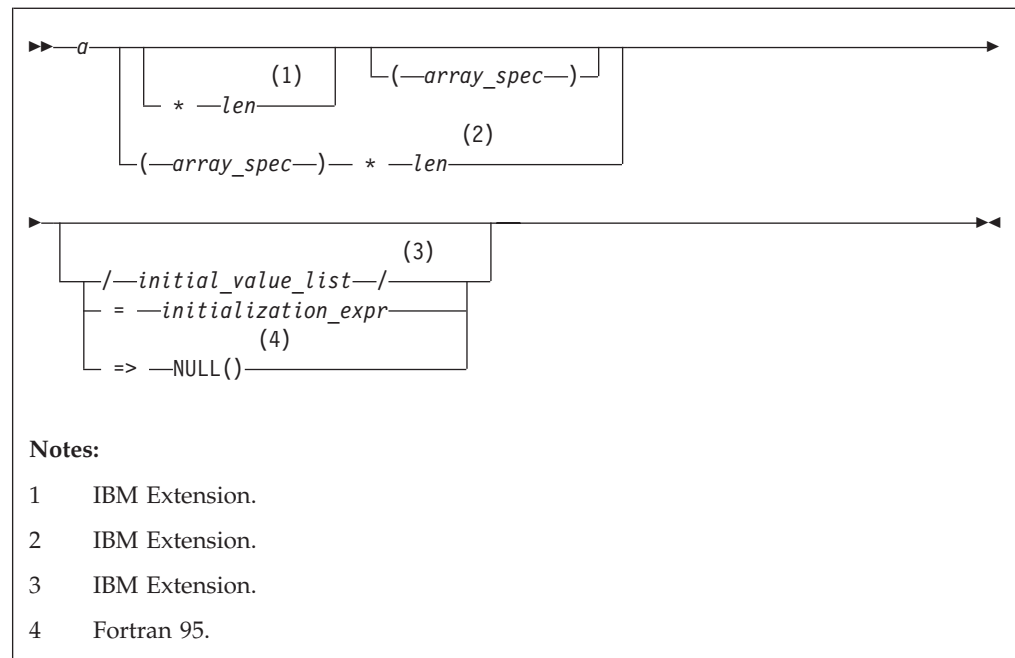 a
(1)
* len
( array_spec )
(2)
( array_spec ) * len
(3)
/ initial_value_list /
= initialization_expr
(4)
=> NULL()
Notes:
1 IBM Extension.
2 IBM Extension.
3 IBM Extension.
4 Fortran 95.